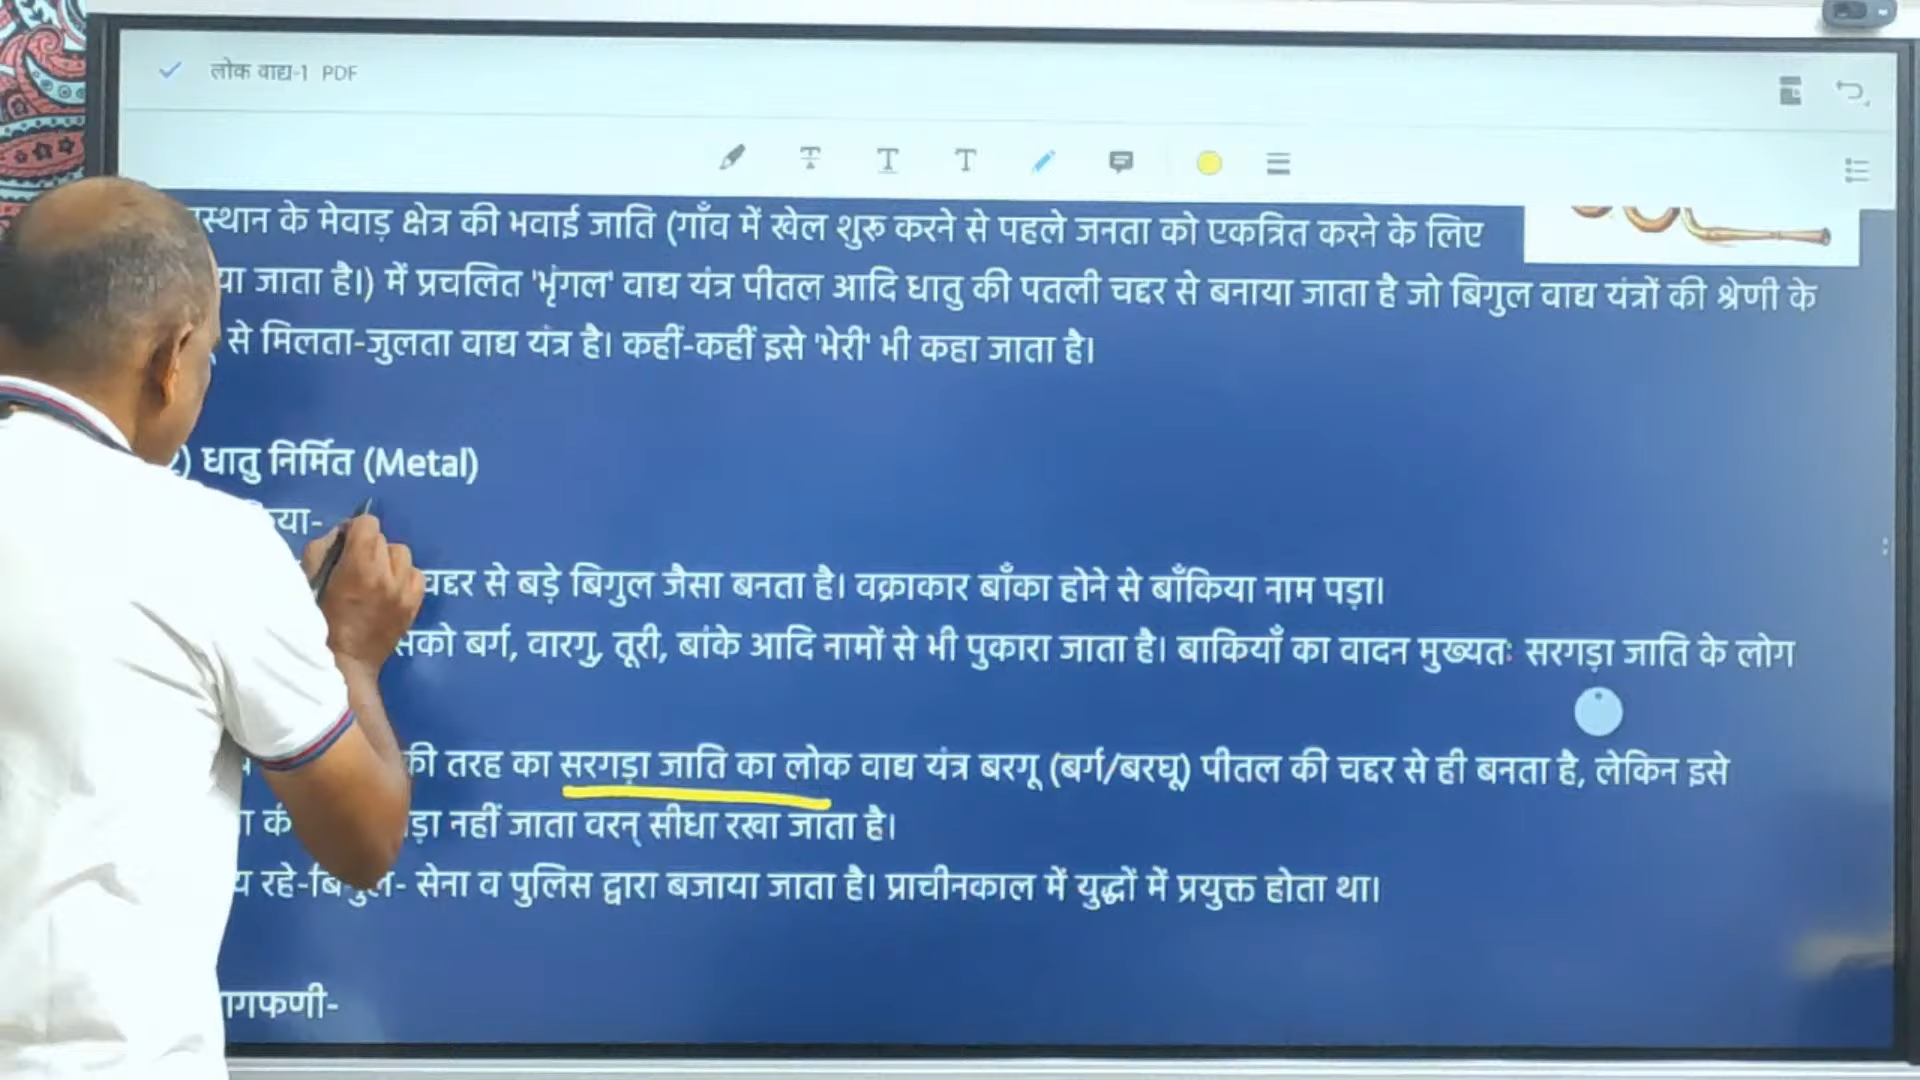 लोक वाद्य-1 PDF
स्थान के मेवाड़ क्षेत्र की भवाई जाति (गाँव में खेल शुरू करने से पहले जनता को एकत्रित करने के लिए
या जाता है।) में प्रचलित 'भृंगल' वाद्य यंत्र पीतल आदि धातु की पतली चद्दर से बनाया जाता है जो बिगुल वाद्य यंत्रों की श्रेणी के
से मिलता-जुलता वाद्य यंत्र है। कहीं-कहीं इसे 'भेरी' भी कहा जाता है।
धातु निर्मित (Metal)
या-
चद्दर से बड़े बिगुल जैसा बनता है। वक्राकार बाँका होने से बाँकिया नाम पड़ा।
सको बर्ग, वारगु, तूरी, बांके आदि नामों से भी पुकारा जाता है। बाकियाँ का वादन मुख्यतः सरगड़ा जाति के लोग
की तरह का सरगड़ा जाति का लोक वाद्य यंत्र बरगू (बर्ग/बरघू) पीतल की चद्दर से ही बनता है, लेकिन इसे
ड़ा नहीं जाता वरन् सीधा रखा जाता है।
रहे-बिगुल- सेना व पुलिस द्वारा बजाया जाता है। प्राचीनकाल में युद्धों में प्रयुक्त होता था।
ागफणी-